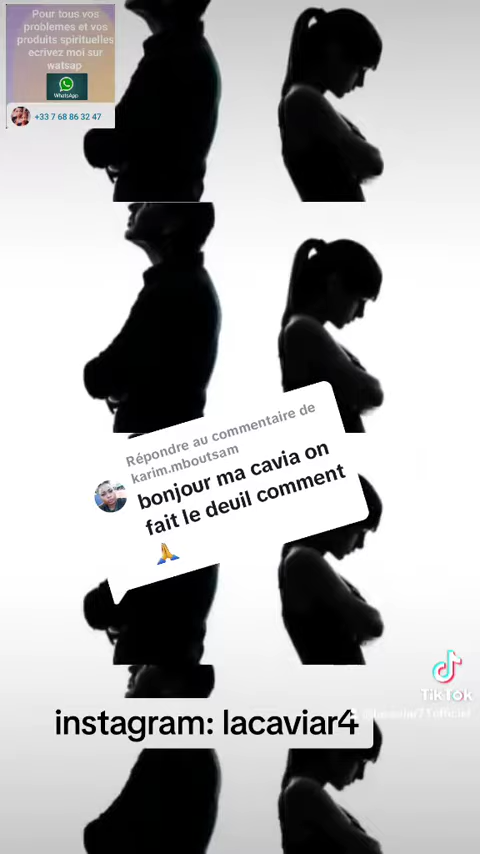 Pour tous vos
problemes et vos
produits spirituelles
ecrivez moi sur
watsap
WhatsApp
+33 7 68 86 32 47
Répondre au commentaire de
karim.mboutsam
bonjour ma cavia on
fait le deuil comment
🙏
TikTok
instagram: lacaviar4